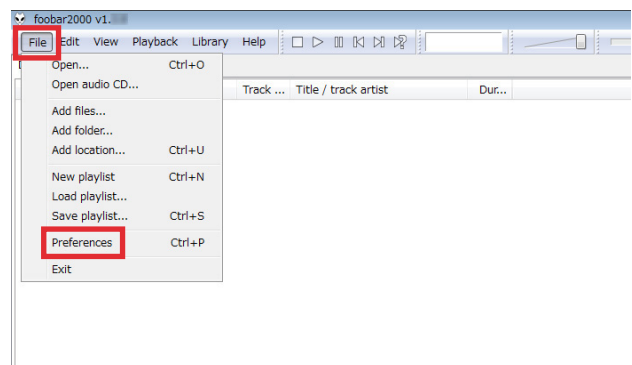 foobar2000 v1.
File Edit View Playback Library Help
Open... Ctrl+O
Open audio CD...
Track ... Title / track artist Dur...
Add files...
Add folder...
Add location... Ctrl+U
New playlist Ctrl+N
Load playlist...
Save playlist... Ctrl+S
Preferences Ctrl+P
Exit